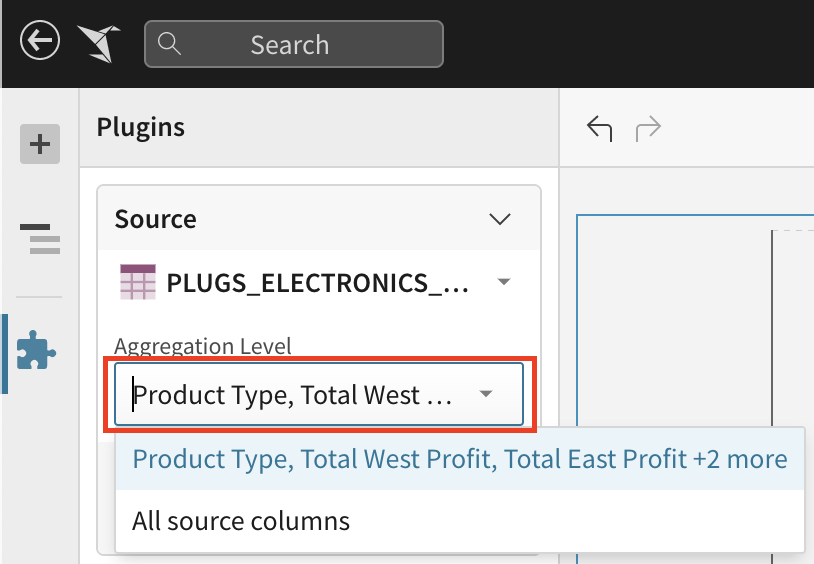 Search
Plugins
Source
PLUGS_ELECTRONICS_...
Aggregation Level
Product Type, Total West ...
Product Type, Total West Profit, Total East Profit +2 more
All source columns